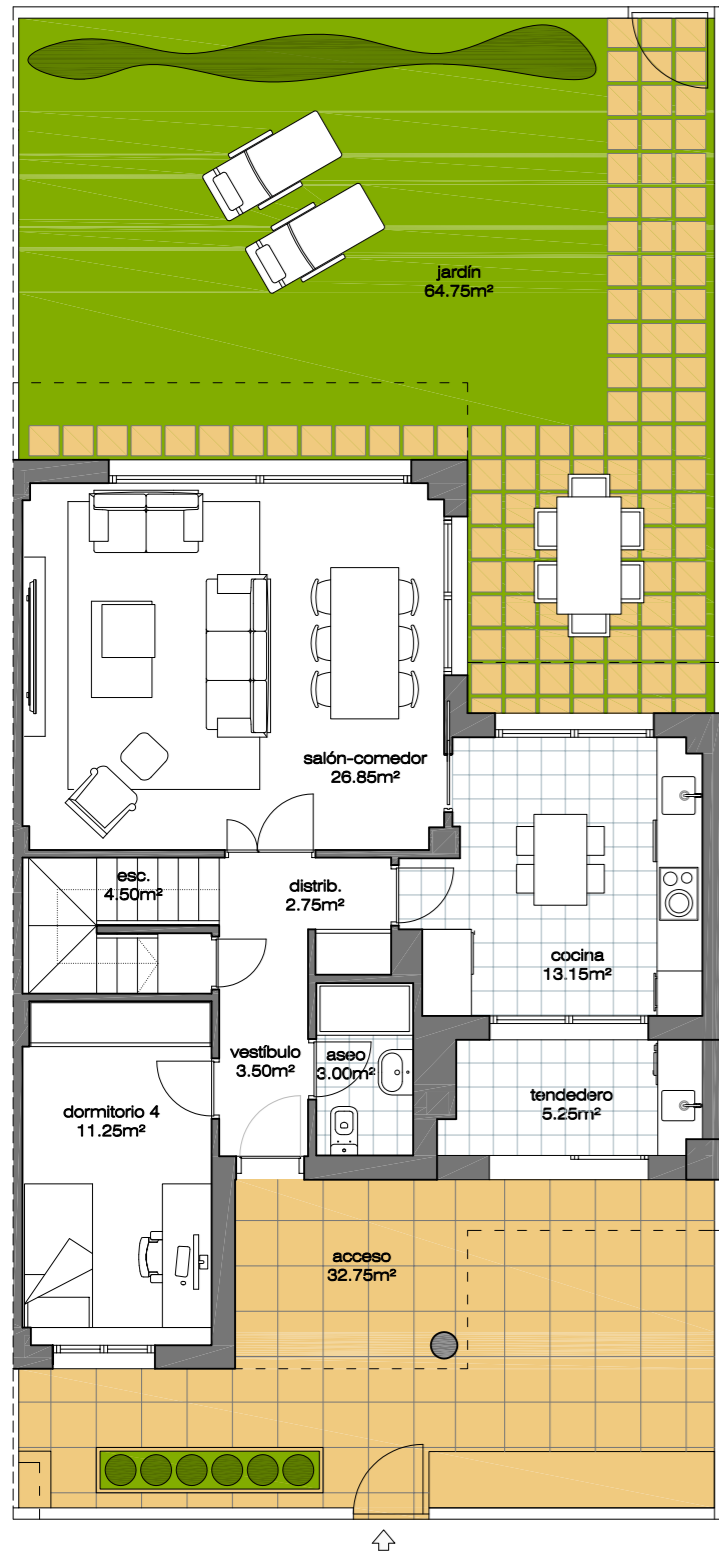 jardín
64.75m²
salón-comedor
26.85m²
esc.
4.50m²
distrib.
2.75m²
cocina
13.15m²
vestíbulo
3.50m²
aseo
3.00m²
dormitorio 4
11.25m²
tendedero
5.25m²
acceso
32.75m²